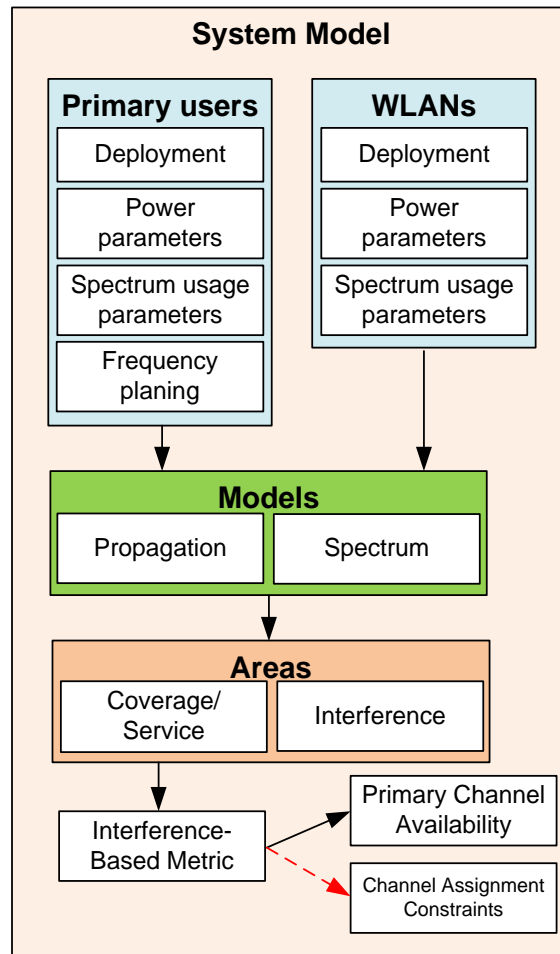 System Model
Primary users
Deployment
Power
parameters
Spectrum usage
parameters
Frequency
planing
WLANs
Deployment
Power
parameters
Spectrum usage
parameters
Models
Propagation
Spectrum
Areas
Coverage/
Service
Interference
Interference-
Based Metric
Primary Channel
Availability
Channel Assignment
Constraints